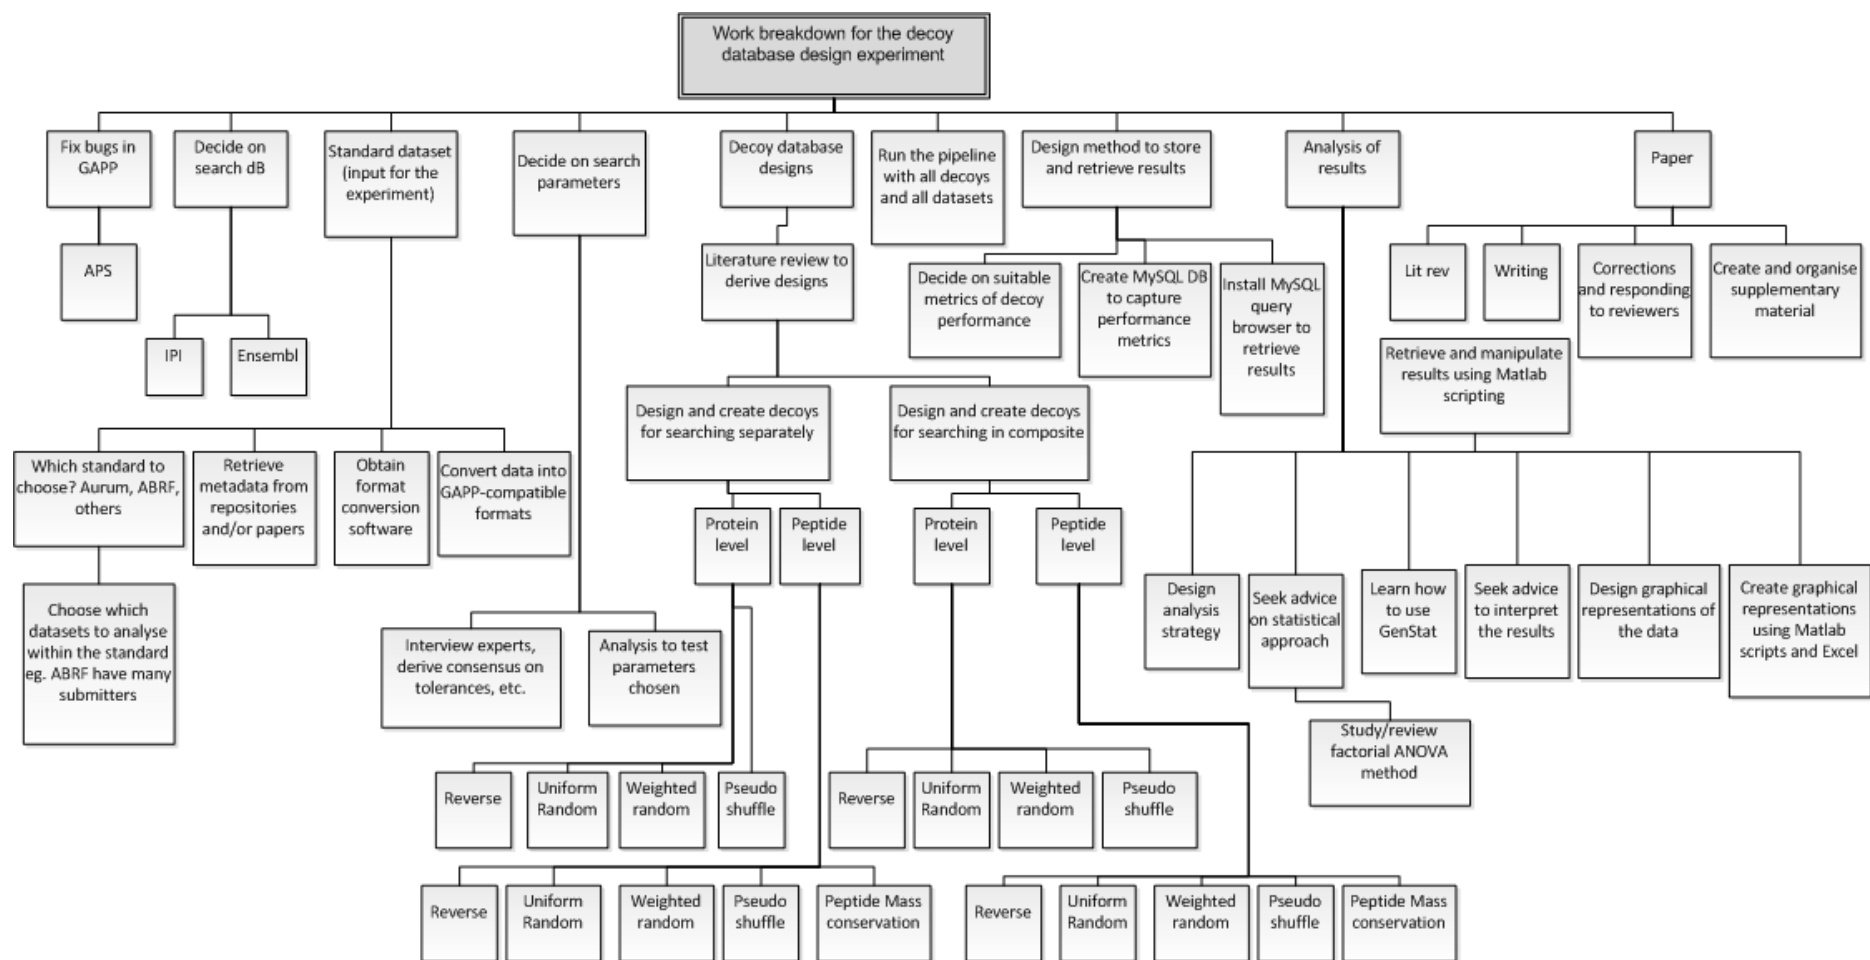 Work breakdown for the decoy
database design experiment
Fix bugs in
GAPP
Decide on
search dB
Standard dataset
(input for the
experiment)
Decide on search
parameters
Decoy database
designs
Run the pipeline
with all decoys
and all datasets
Design method to store
and retrieve results
Analysis of
results
Paper
APS
IPI
Ensembl
Literature review to
derive designs
Decide on suitable
metrics of decoy
performance
Create MySQL DB
to capture
performance
metrics
Install MySQL
query
browser to
retrieve
results
Lit rev
Writing
Corrections
and responding
to reviewers
Create and organise
supplementary
material
Retrieve and manipulate
results using Matlab
scripting
Design and create decoys
for searching separately
Design and create decoys
for searching in composite
Which standard to
choose? Aurum, ABRF,
others
Retrieve
metadata from
repositories
and/or papers
Obtain
format
conversion
software
Convert data into
GAPP-compatible
formats
Protein
level
Peptide
level
Protein
level
Peptide
level
Choose which
datasets to analyse
within the standard
eg. ABRF have many
submitters
Interview experts,
derive consensus on
tolerances, etc.
Analysis to test
parameters
chosen
Design
analysis
strategy
Seek advice
on statistical
approach
Learn how
to use
GenStat
Seek advice
to interpret
the results
Design graphical
representations of
the data
Create graphical
representations
using Matlab
scripts and Excel
Study/review
factorial ANOVA
method
Reverse
Uniform
Random
Weighted
random
Pseudo
shuffle
Reverse
Uniform
Random
Weighted
random
Pseudo
shuffle
Reverse
Uniform
Random
Weighted
random
Pseudo
shuffle
Peptide Mass
conservation
Reverse
Uniform
Random
Weighted
random
Pseudo
shuffle
Peptide Mass
conservation